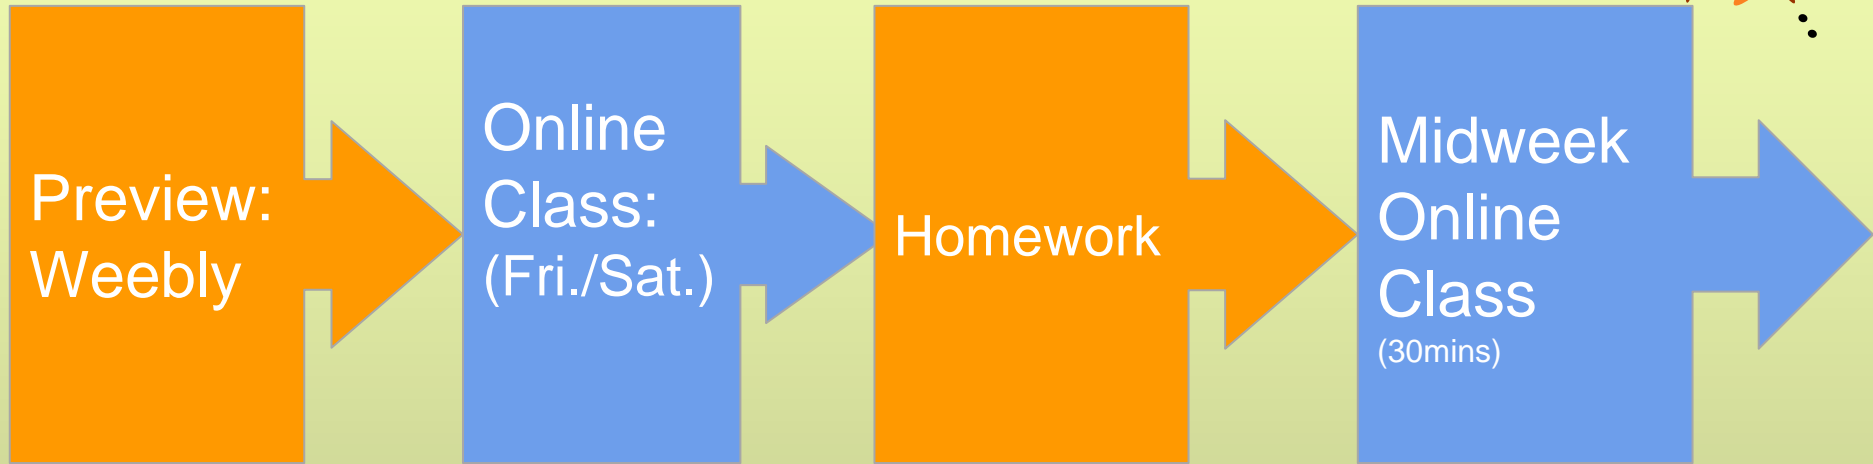 Preview:
Weebly
Online
Class:
(Fri./Sat.)
Homework
Midweek
Online
Class
(30mins)